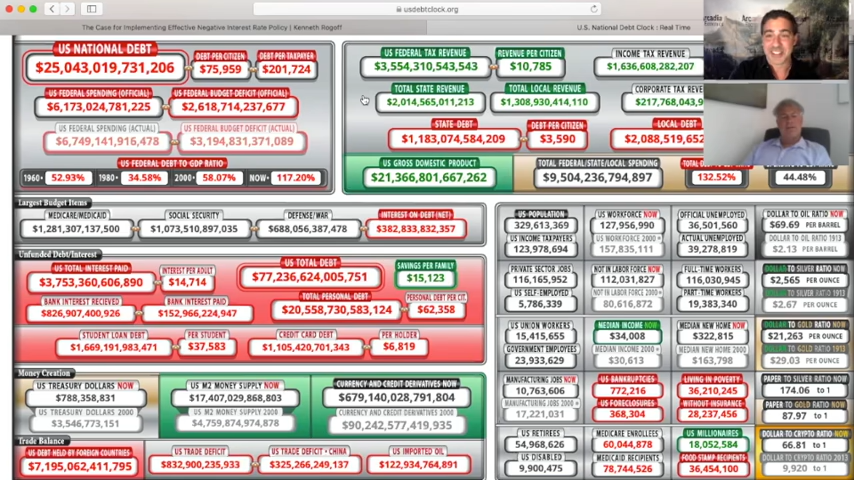 usdebtclock.org
The Case for Implementing Effective Negative Interest Rate Policy | Kenneth Rogoff
U.S. National Debt Clock : Real Time
US NATIONAL DEBT
$25,043,019,731,206
DEBT PER CITIZEN
$75,959
DEBT PER TAXPAYER
$201,724
US FEDERAL SPENDING (OFFICIAL)
$6,173,024,781,225
US FEDERAL BUDGET DEFICIT (OFFICIAL)
$2,618,714,237,677
US FEDERAL SPENDING (ACTUAL)
$6,749,141,916,478
US FEDERAL BUDGET DEFICIT (ACTUAL)
$3,194,831,371,089
US FEDERAL DEBT TO GDP RATIO
1960 52.93% 1980 34.58% 2000 58.07% NOW 117.20%
US FEDERAL TAX REVENUE
$3,554,310,543,543
REVENUE PER CITIZEN
$10,785
INCOME TAX REVENUE
$1,636,608,282,207
TOTAL STATE REVENUE
$2,014,565,011,213
TOTAL LOCAL REVENUE
$1,308,930,414,110
CORPORATE TAX
$217,768,043,
STATE DEBT
$1,183,074,584,209
DEBT PER CITIZEN
$3,590
LOCAL DEBT
$2,088,519,652
US GROSS DOMESTIC PRODUCT
$21,366,801,667,262
TOTAL FEDERAL/STATE/LOCAL SPENDING
$9,504,236,794,897
132.52%
44.48%
Largest Budget Items
MEDICARE/MEDICAID
$1,281,307,137,500
SOCIAL SECURITY
$1,073,510,897,035
DEFENSE/WAR
$688,056,387,478
INTEREST ON DEBT (NET)
$382,833,832,357
Unfunded Debt/Interest
US TOTAL INTEREST PAID
$3,753,360,606,890
INTEREST PER ADULT
$14,714
US TOTAL DEBT
$77,236,624,005,751
SAVINGS PER FAMILY
$15,123
BANK INTEREST RECIEVED
$826,907,400,926
BANK INTEREST PAID
$152,966,224,947
TOTAL PERSONAL DEBT
$20,558,730,583,124
PERSONAL DEBT PER CIT.
$62,358
STUDENT LOAN DEBT
$1,669,191,983,471
PER STUDENT
$37,583
CREDIT CARD DEBT
$1,105,420,701,343
PER HOLDER
$6,819
Money Creation
US TREASURY DOLLARS NOW
$788,358,831
US TREASURY DOLLARS 2000
$3,546,773,151
US M2 MONEY SUPPLY NOW
$17,407,029,868,803
US M2 MONEY SUPPLY 2000
$4,759,874,974,878
CURRENCY AND CREDIT DERIVATIVES NOW
$679,140,028,791,804
CURRENCY AND CREDIT DERIVATIVES 2000
$90,242,577,419,935
Trade Balance
US DEBT HELD BY FOREIGN COUNTRIES
$7,195,062,411,795
US TRADE DEFICIT
$832,900,235,933
US TRADE DEFICIT - CHINA
$325,266,249,137
US IMPORTED OIL
$122,934,764,891
US POPULATION
329,613,369
INCOME TAXPAYERS
123,978,694
US WORKFORCE NOW
127,956,990
US WORKFORCE 2000
157,835,111
OFFICIAL UNEMPLOYED
36,501,560
ACTUAL UNEMPLOYED
39,278,819
DOLLAR TO OIL RATIO NOW
$69.69 PER BARREL
DOLLAR TO OIL RATIO 1913
$2.13 PER BARREL
PRIVATE SECTOR JOBS
116,165,952
US SELF-EMPLOYED
5,786,339
NOT IN LABOR FORCE NOW
112,031,827
NOT IN LABOR FORCE 2000
80,616,872
FULL-TIME WORKERS
116,030,945
PART-TIME WORKERS
19,383,340
DOLLAR TO SILVER RATIO NOW
$2,565 PER OUNCE
DOLLAR TO SILVER RATIO 1913
$2.67 PER OUNCE
US UNION WORKERS
15,415,655
GOVERNMENT EMPLOYEES
23,933,629
MEDIAN INCOME NOW
$34,008
MEDIAN INCOME 2000
$30,613
MEDIAN NEW HOME NOW
$322,815
MEDIAN NEW HOME 2000
$163,798
DOLLAR TO GOLD RATIO NOW
$21,263 PER OUNCE
DOLLAR TO GOLD RATIO 1913
$29.03 PER OUNCE
MANUFACTURING JOBS NOW
10,763,606
MANUFACTURING JOBS 2000
17,221,031
US BANKRUPTCIES
772,216
US FORECLOSURES
368,304
LIVING IN POVERTY
36,210,245
WITHOUT INSURANCE
28,237,456
PAPER TO SILVER NOW
174.06 to 1
PAPER TO GOLD NOW
87.97 to 1
US RETIREES
54,968,626
US DISABLED
9,900,475
MEDICARE ENROLLEES
60,044,878
MEDICAID RECIPIENTS
78,744,526
US MILLIONAIRES
18,052,584
FOOD STAMP RECIPIENTS
36,454,100
DOLLAR TO CRYPTO RATIO NOW
66.81 to 1
DOLLAR TO CRYPTO RATIO 2013
9,920 to 1